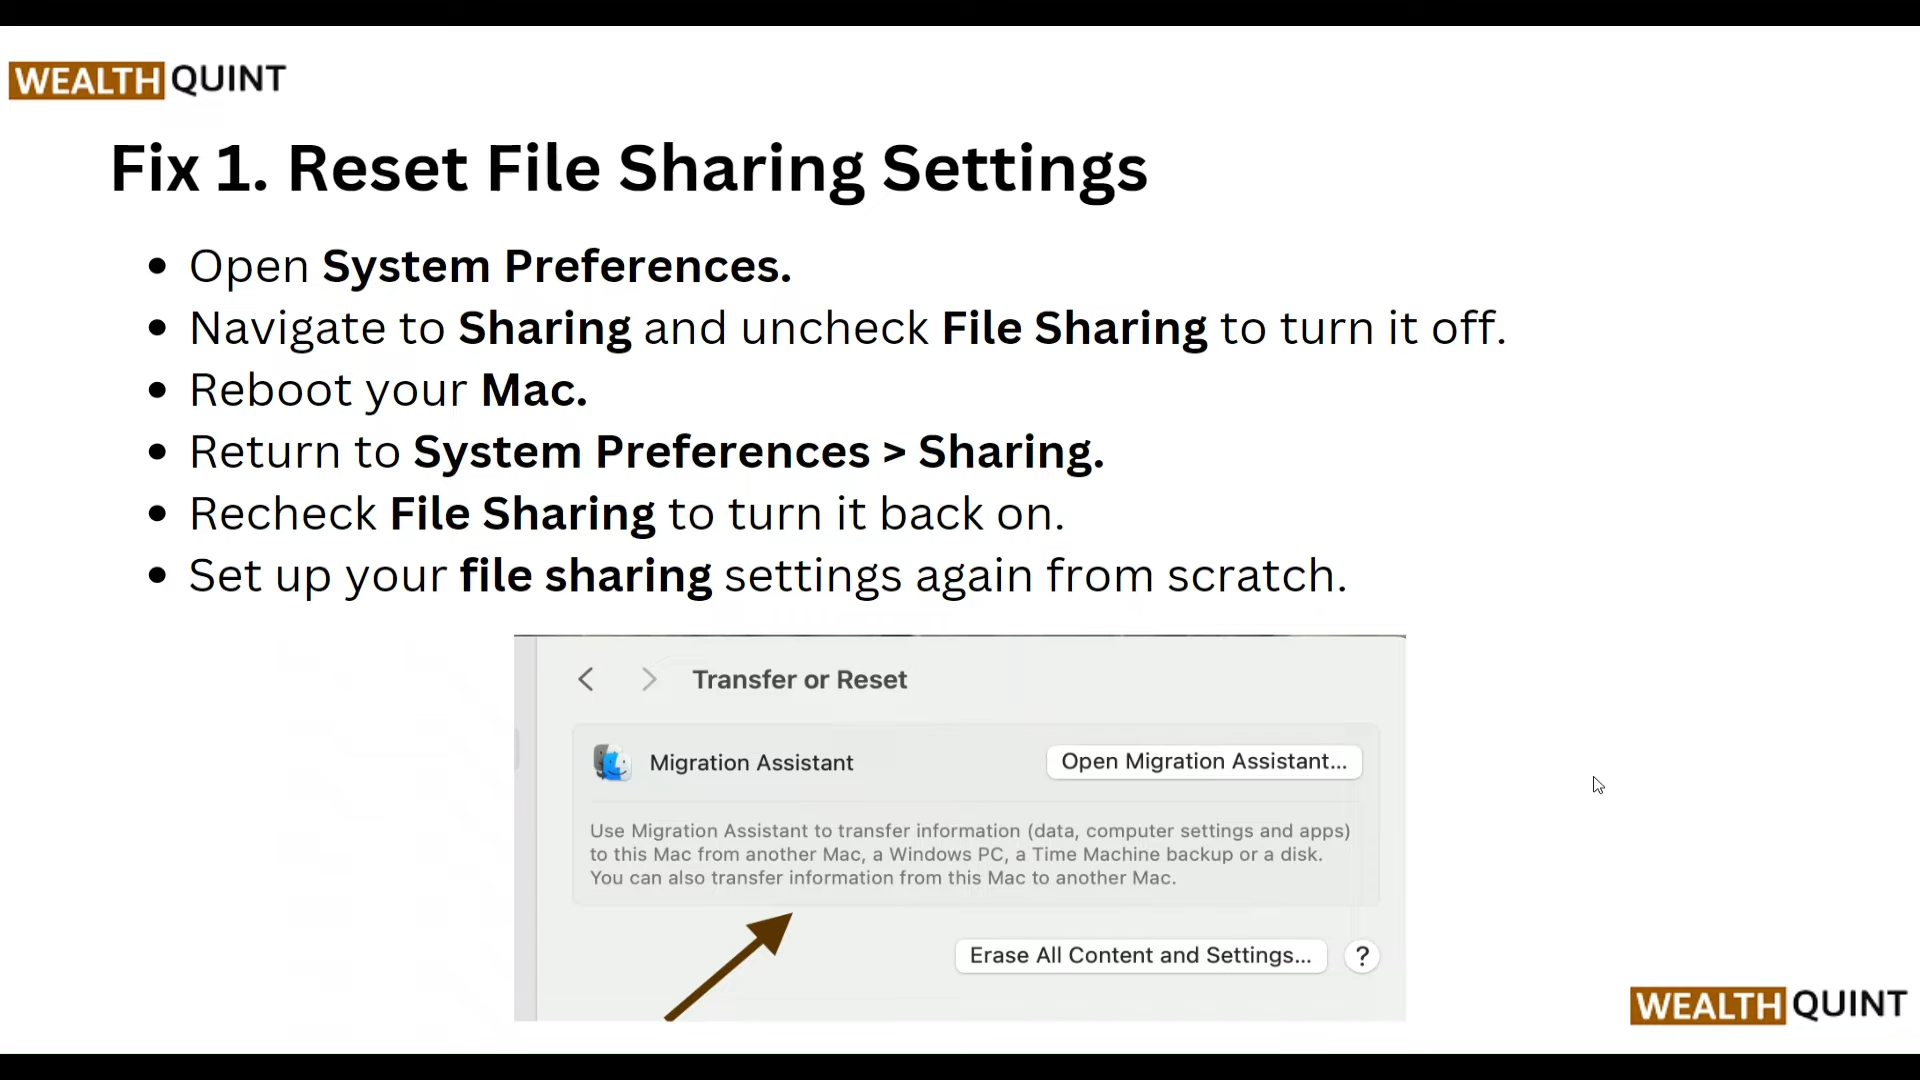 WEALTH QUINT
Fix 1. Reset File Sharing Settings
• Open System Preferences.
• Navigate to Sharing and uncheck File Sharing to turn it off.
• Reboot your Mac.
• Return to System Preferences > Sharing.
• Recheck File Sharing to turn it back on.
• Set up your file sharing settings again from scratch.
Transfer or Reset
Migration Assistant
Open Migration Assistant...
Use Migration Assistant to transfer information (data, computer settings and apps)
to this Mac from another Mac, a Windows PC, a Time Machine backup or a disk.
You can also transfer information from this Mac to another Mac.
Erase All Content and Settings...
?
WEALTH QUINT